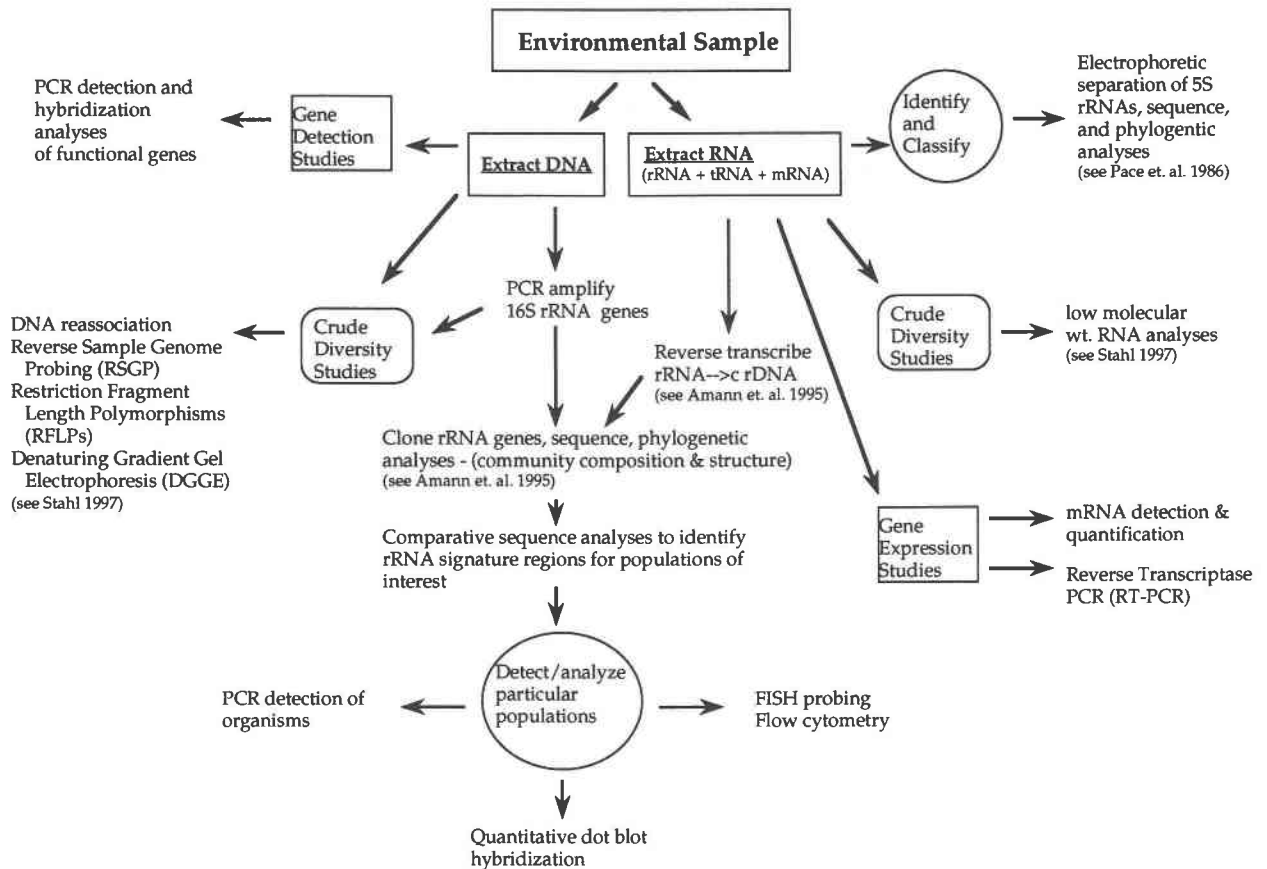 Environmental Sample
PCR detection and
hybridization
analyses
of functional genes
Gene
Detection
Studies
Extract DNA
Extract RNA
(rRNA + tRNA + mRNA)
Identify
and
Classify
Electrophoretic
separation of 5S
rRNAs, sequence,
and phylogentic
analyses
(see Pace et. al. 1986)
PCR amplify
16S rRNA genes
DNA reassociation
Reverse Sample Genome
Probing (RSGP)
Restriction Fragment
Length Polymorphisms
(RFLPs)
Denaturing Gradient Gel
Electrophoresis (DGGE)
(see Stahl 1997)
Crude
Diversity
Studies
Reverse transcribe
rRNA-->c rDNA
(see Amann et. al. 1995)
Crude
Diversity
Studies
low molecular
wt. RNA analyses
(see Stahl 1997)
Clone rRNA genes, sequence, phylogenetic
analyses - (community composition & structure)
(see Amann et. al. 1995)
Comparative sequence analyses to identify
rRNA signature regions for populations of
interest
Gene
Expression
Studies
mRNA detection &
quantification
Reverse Transcriptase
PCR (RT-PCR)
Detect/analyze
particular
populations
PCR detection of
organisms
FISH probing
Flow cytometry
Quantitative dot blot
hybridization